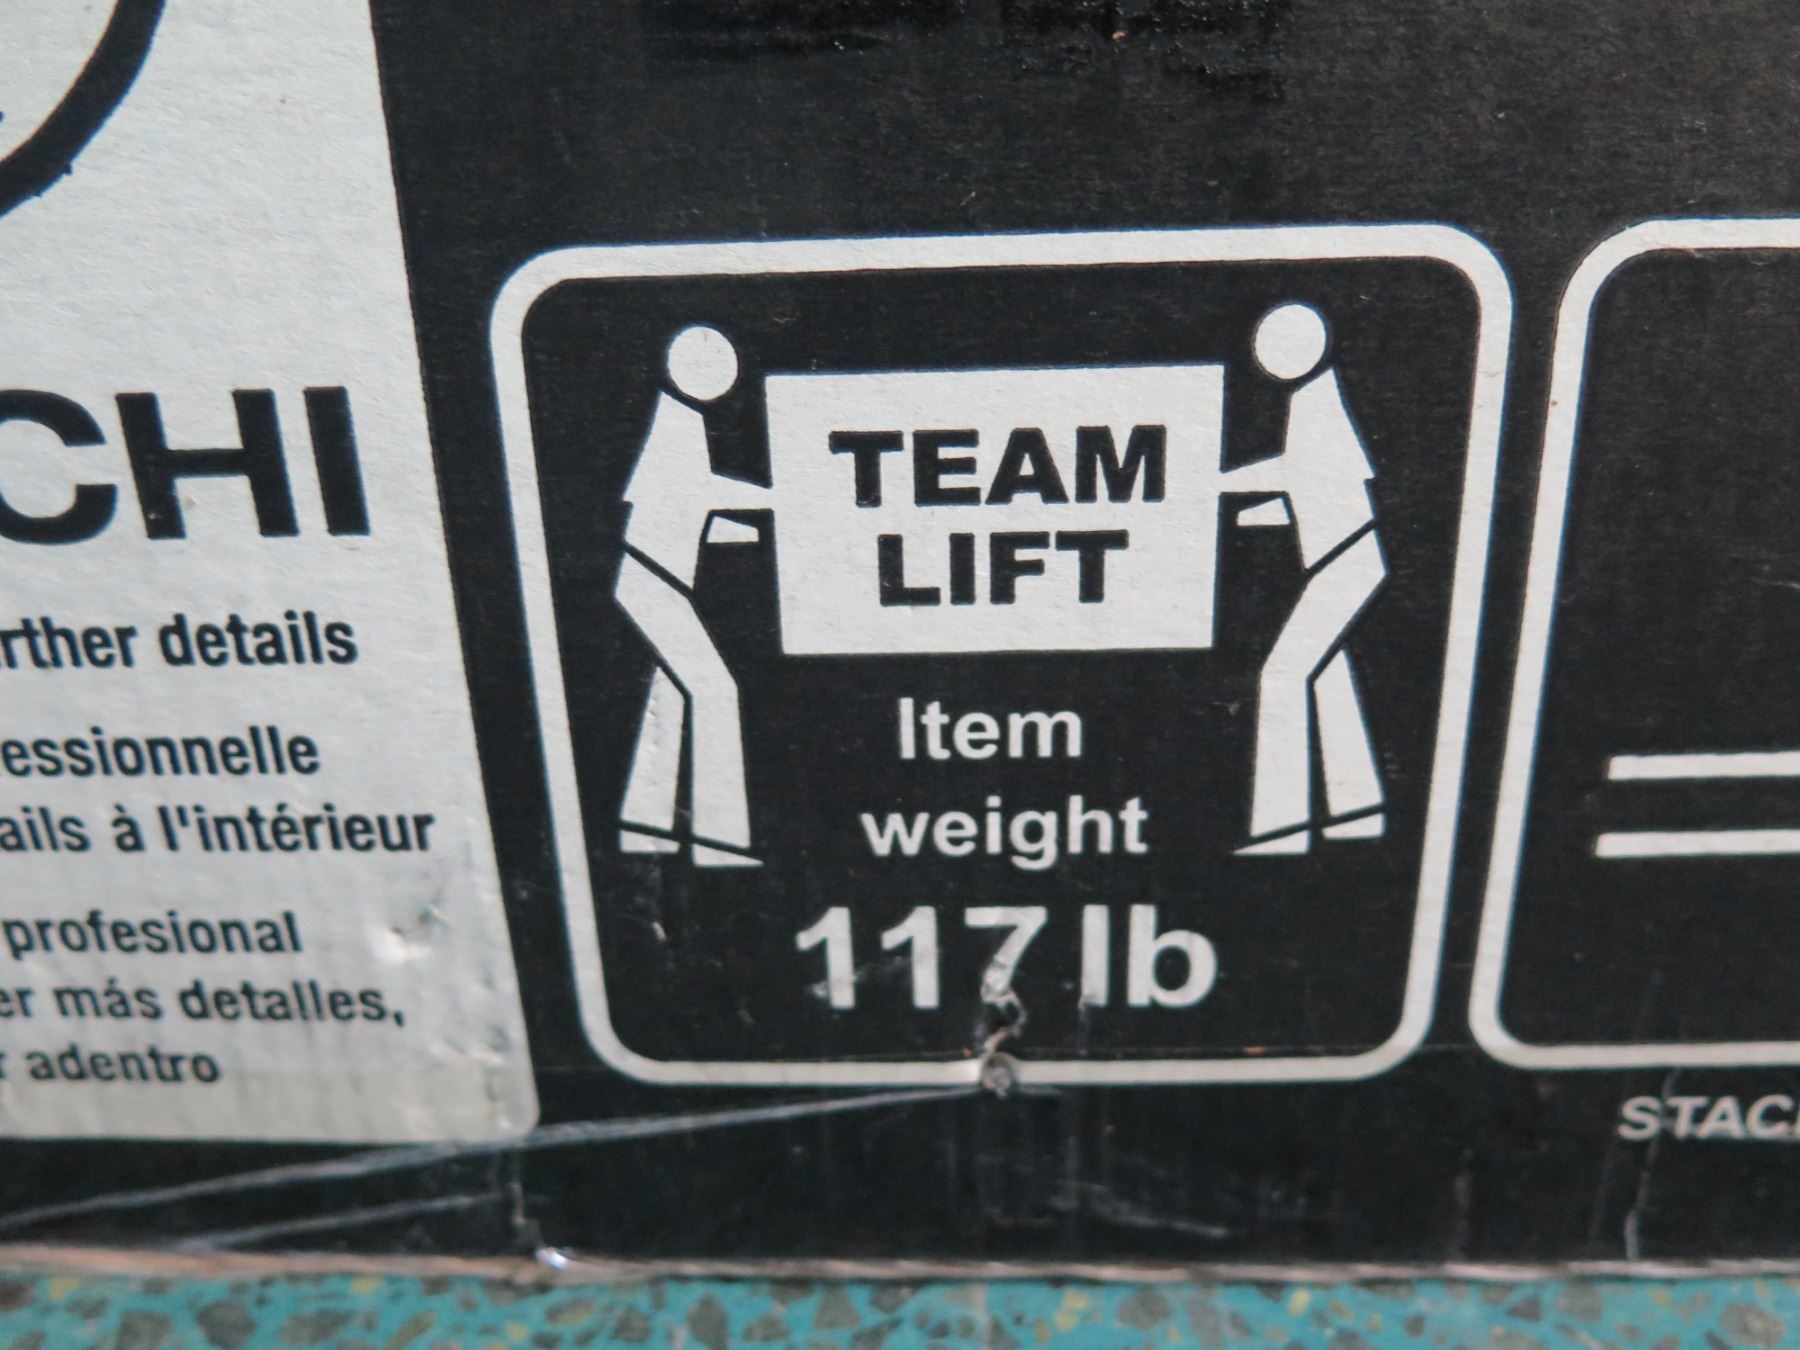 CHI
rther details
essionnelle
ails à l'intérieur
profesional
er más detalles,
r adentro
TEAM
LIFT
Item
weight
117 lb
STAC